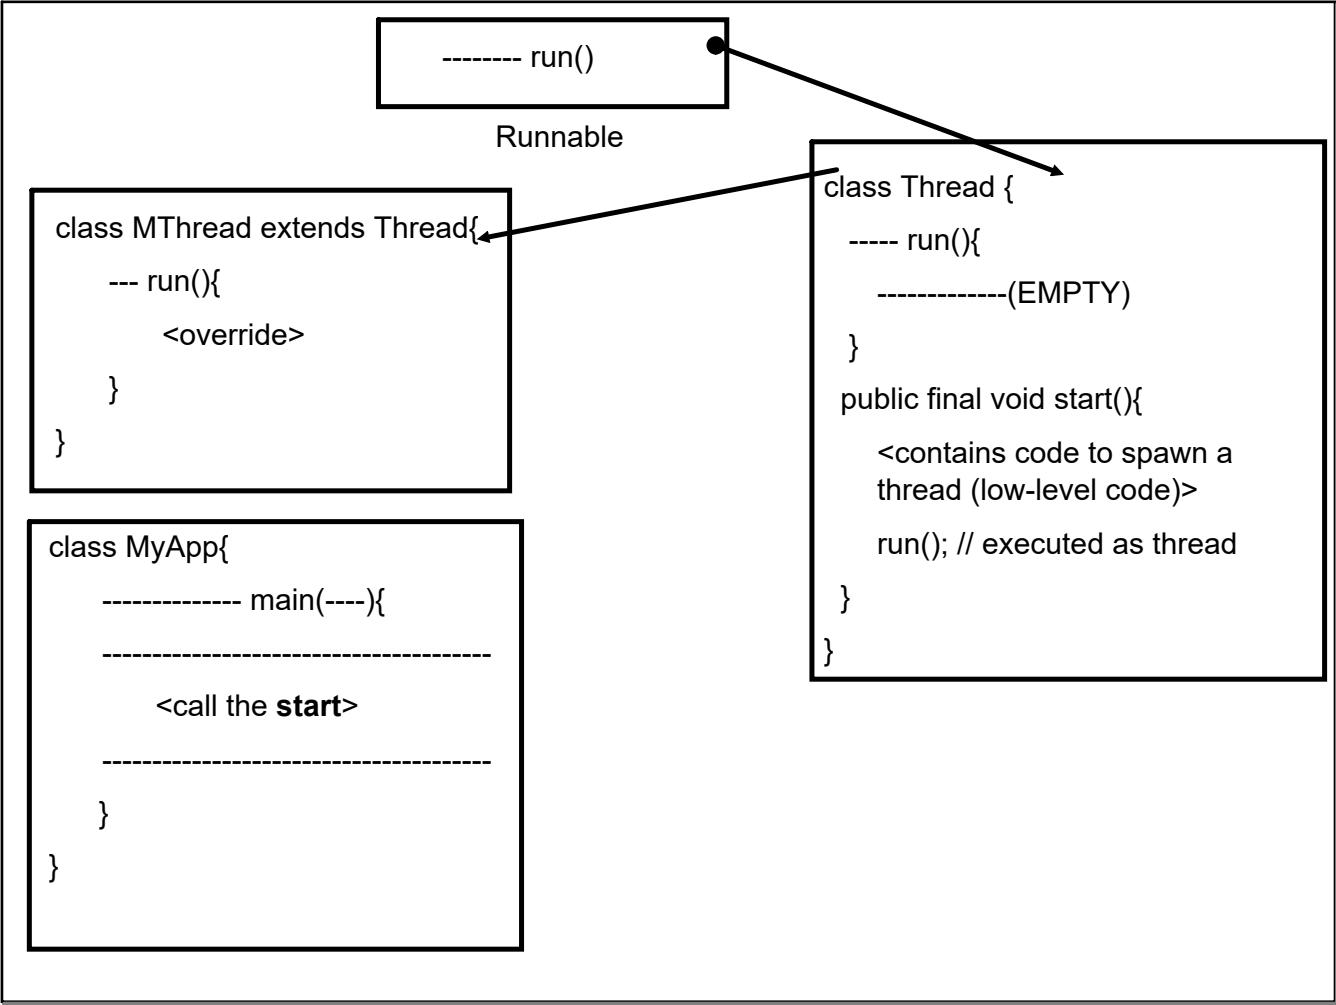 -------- run()
Runnable
class MThread extends Thread{
--- run(){
<override>
}
}
class Thread {
----- run(){
-------------(EMPTY)
}
public final void start(){
<contains code to spawn a
thread (low-level code)>
run(); // executed as thread
}
}
class MyApp{
-------------- main(----){
---------------------------------------
<call the start>
---------------------------------------
}
}